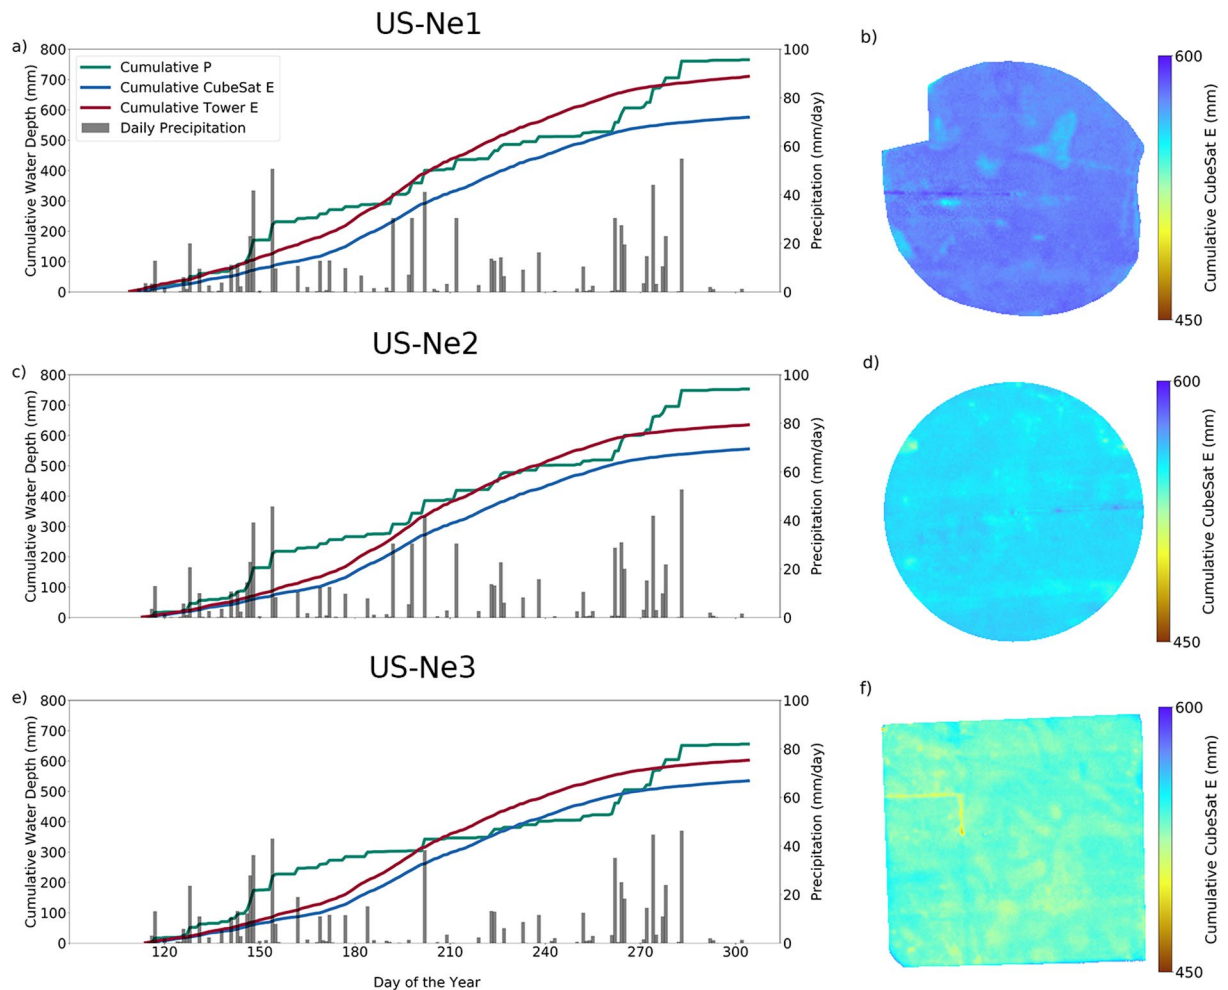 US-Ne1
a)
800
700
600
500
400
300
200
100
0
Cumulative Water Depth (mm)
Cumulative P
Cumulative CubeSat E
Cumulative Tower E
Daily Precipitation
100
80
60
40
20
0
Precipitation (mm/day)
b)
600
450
Cumulative CubeSat E (mm)
US-Ne2
c)
800
700
600
500
400
300
200
100
0
Cumulative Water Depth (mm)
100
80
60
40
20
0
Precipitation (mm/day)
d)
600
450
Cumulative CubeSat E (mm)
US-Ne3
e)
800
700
600
500
400
300
200
100
0
Cumulative Water Depth (mm)
100
80
60
40
20
0
Precipitation (mm/day)
120 150 180 210 240 270 300
Day of the Year
f)
600
450
Cumulative CubeSat E (mm)